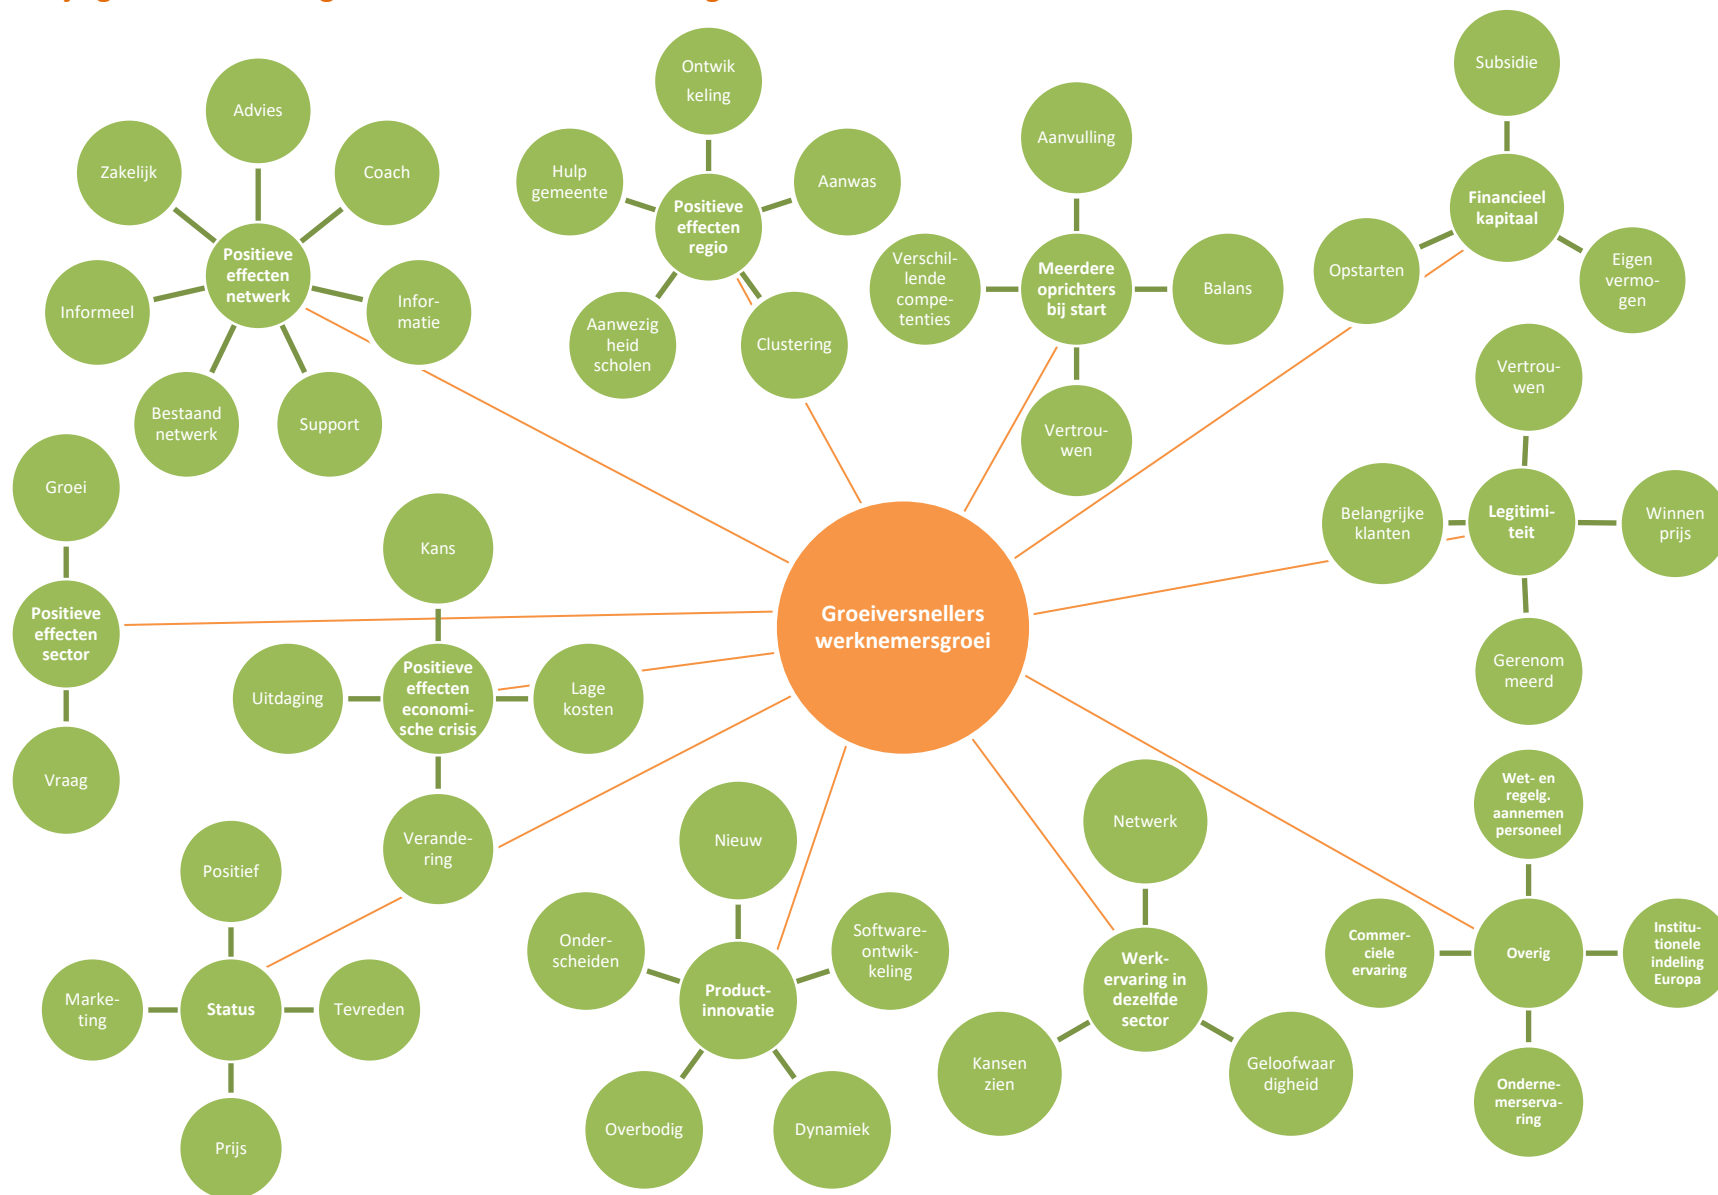 Advies
Zakelijk
Coach
Positieve
effecten
netwerk
Informeel
Infor-
matie
Bestaand
netwerk
Support
Ontwik
keling
Hulp
gemeente
Aanwas
Positieve
effecten
regio
Aanwezig
heid
scholen
Clustering
Aanvulling
Verschil-
lende
compe-
tenties
Meerdere
oprichters
bij start
Balans
Vertrou-
wen
Subsidie
Financieel
kapitaal
Opstarten
Eigen
vermo-
gen
Vertrou-
wen
Belangrijke
klanten
Legitimi-
teit
Winnen
prijs
Gerenom
meerd
Groei
Positieve
effecten
sector
Vraag
Kans
Uitdaging
Positieve
effecten
economi-
sche crisis
Lage
kosten
Verande-
ring
Groeiversnellers
werknemersgroei
Positief
Marke-
ting
Status
Tevreden
Prijs
Nieuw
Onder-
scheiden
Software-
ontwik-
keling
Product-
innovatie
Overbodig
Dynamiek
Netwerk
Werk-
ervaring in
dezelfde
sector
Kansen
zien
Geloofwaar
digheid
Wet- en
regelg.
aannemen
personeel
Commer-
ciele
ervaring
Overig
Institu-
tionele
indeling
Europa
Onderne-
merserva-
ring